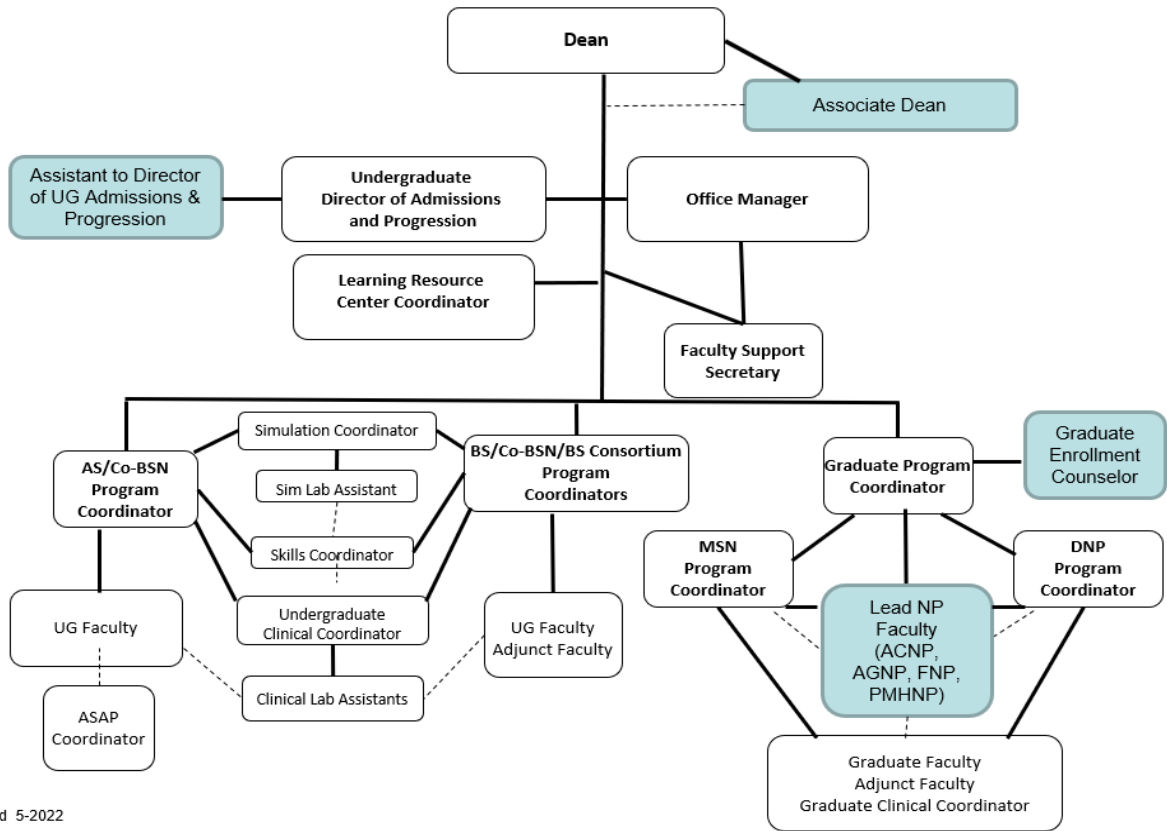 Dean
Associate Dean
Assistant to Director
of UG Admissions &
Progression
Undergraduate
Director of Admissions
and Progression
Office Manager
Learning Resource
Center Coordinator
Faculty Support
Secretary
Simulation Coordinator
Sim Lab Assistant
Skills Coordinator
Undergraduate
Clinical Coordinator
Clinical Lab Assistants
AS/Co-BSN
Program
Coordinator
BS/Co-BSN/BS Consortium
Program
Coordinators
Graduate Program
Coordinator
Graduate
Enrollment
Counselor
MSN
Program
Coordinator
DNP
Program
Coordinator
Lead NP
Faculty
(ACNP,
AGNP, FNP,
PMHNP)
UG Faculty
UG Faculty
Adjunct Faculty
ASAP
Coordinator
Graduate Faculty
Adjunct Faculty
Graduate Clinical Coordinator
d 5-2022